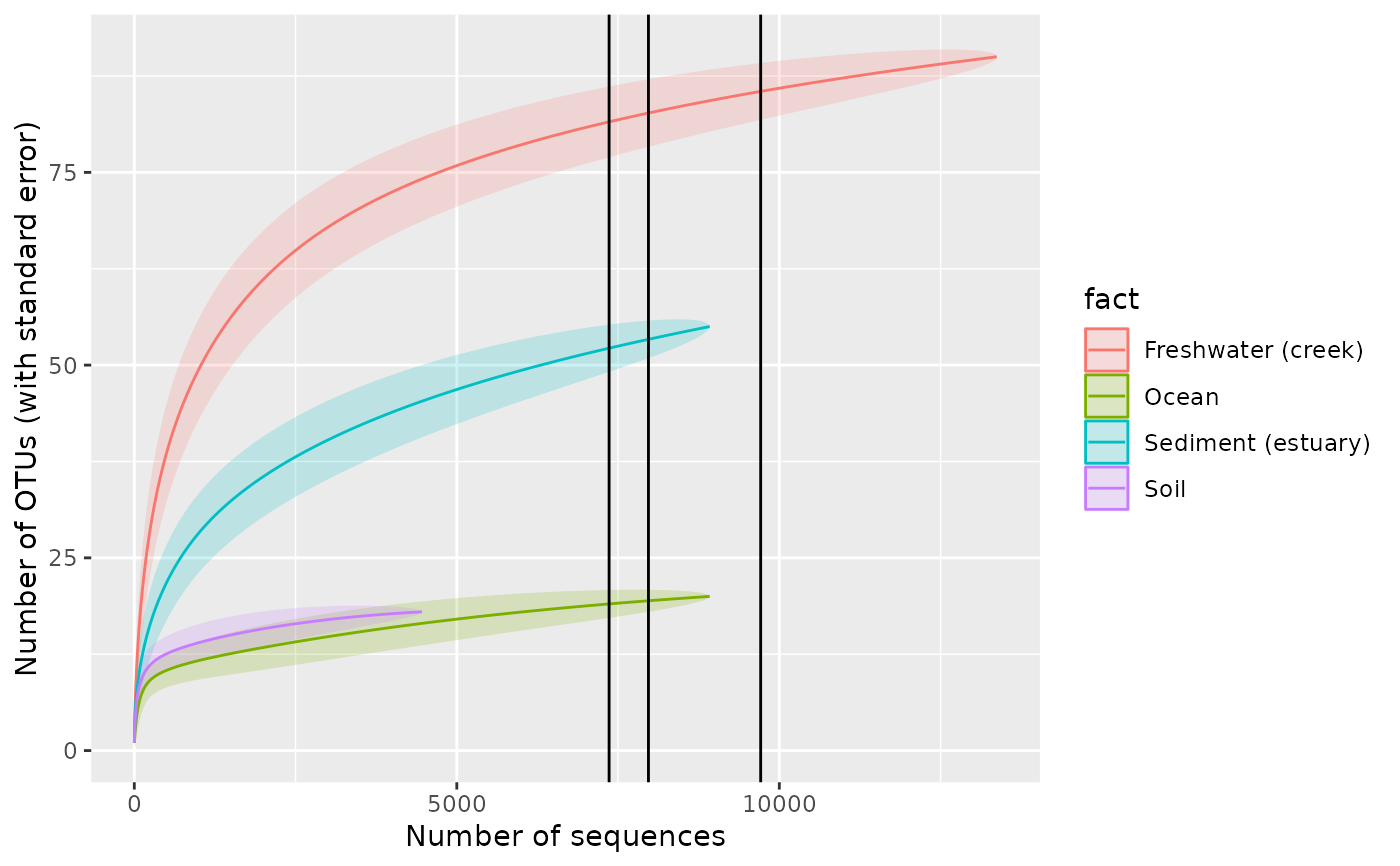 Number of OTUs (with standard error)
75
50
25
0
0
5000
10000
Number of sequences
fact
Freshwater (creek)
Ocean
Sediment (estuary)
Soil